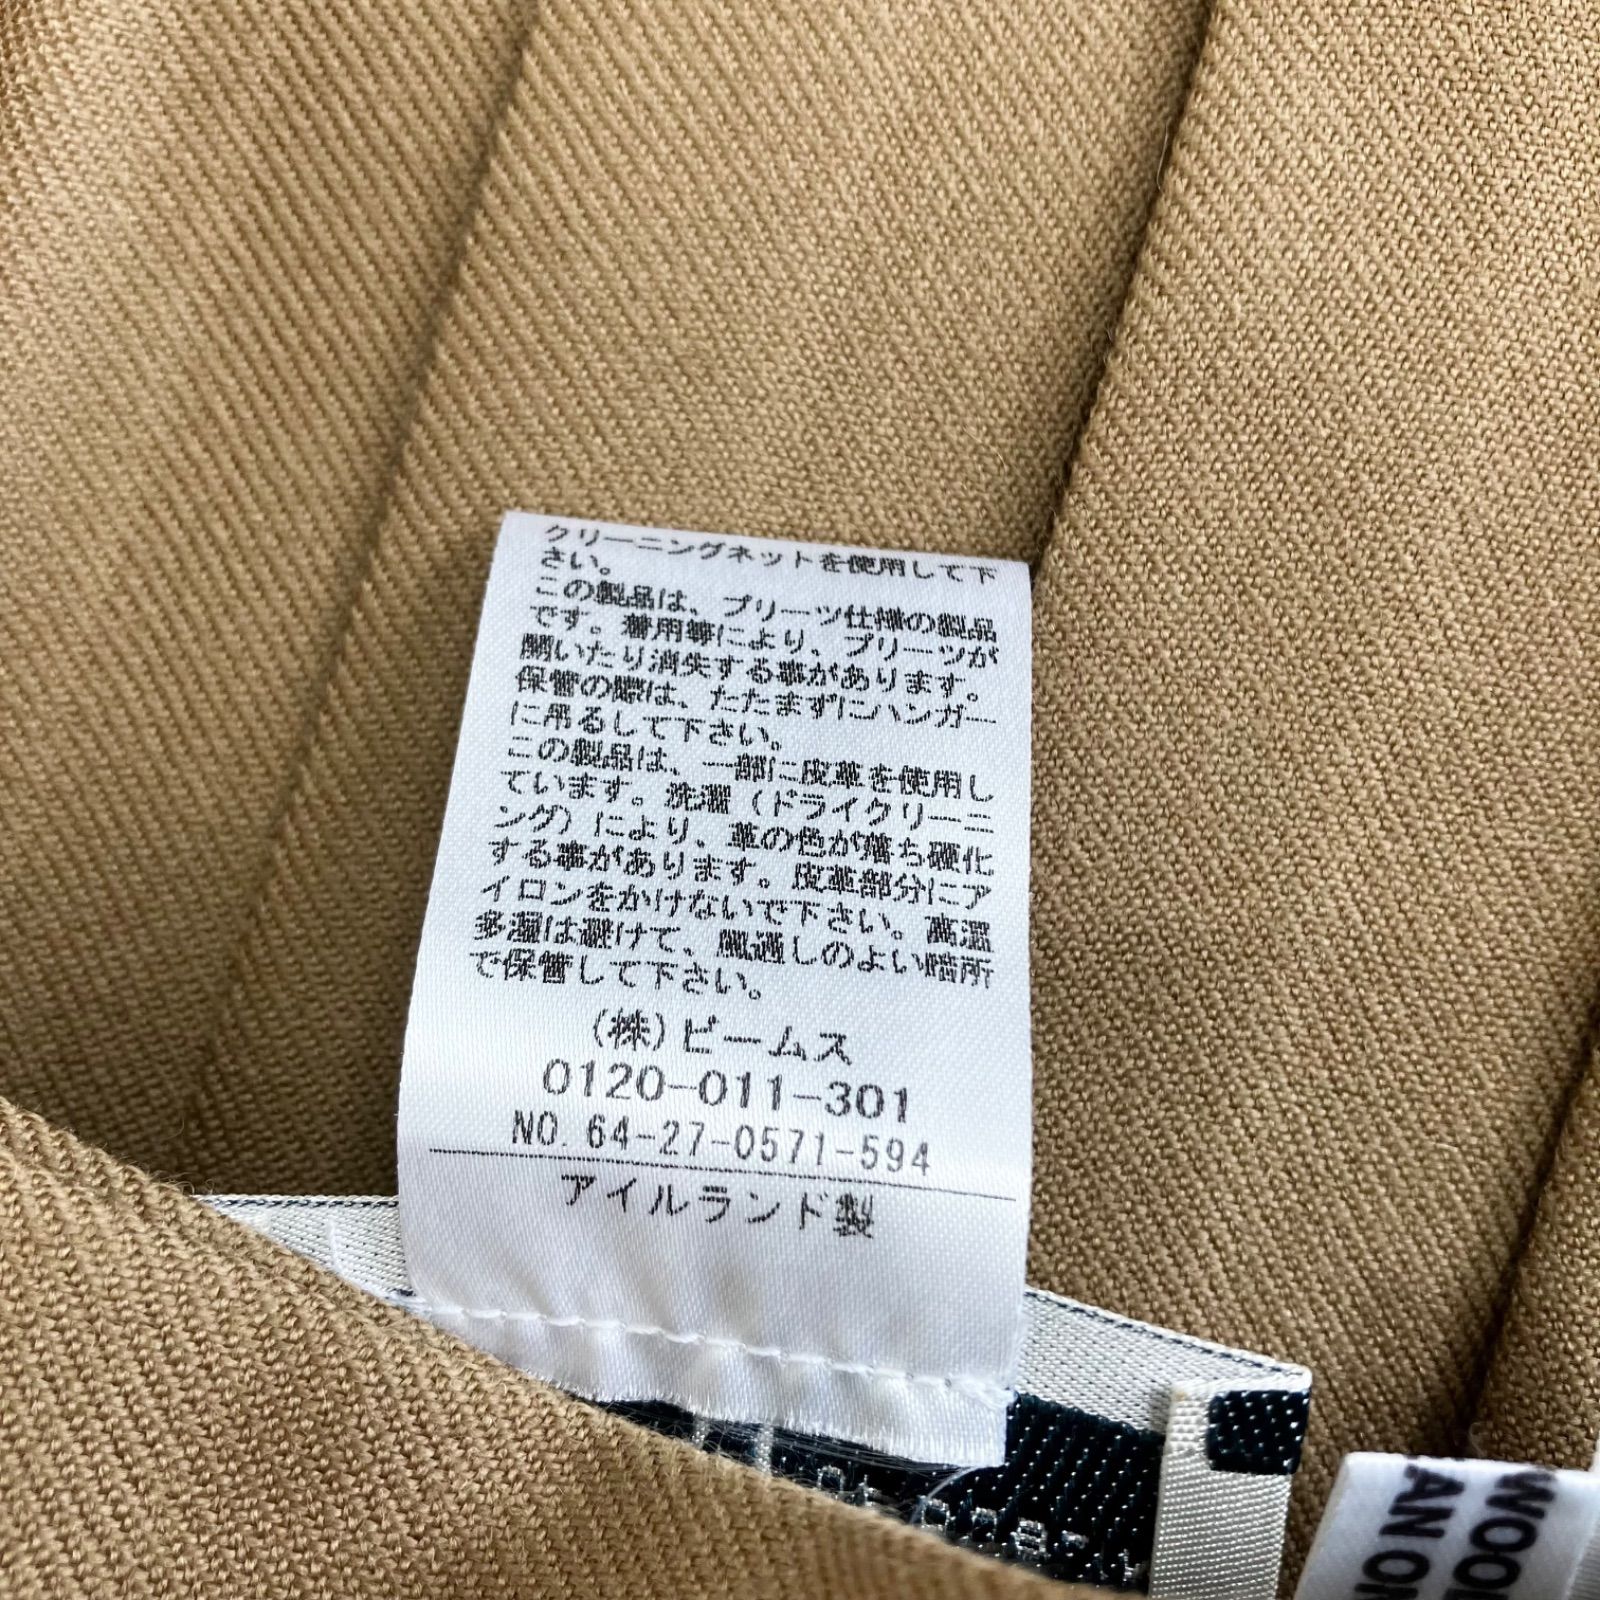 クリーニングネットを使用して下
さい。
この製品は、プリーツ仕様の製品
です。着用等により、プリーツが
開いたり消失する事があります。
保管の際は、たたまずにハンガー
に吊るして下さい。
この製品は、一部に皮革を使用し
ています。洗濯（ドライクリーニ
ング）により、革の色が落ち硬化
する事があります。皮革部分にア
イロンをかけないで下さい。高温
多湿は避けて、風通しのよい暗所
で保管して下さい。
(株)ビームス
0120-011-301
NO. 64-27-0571-594
アイルランド製
WOOL
AN ON